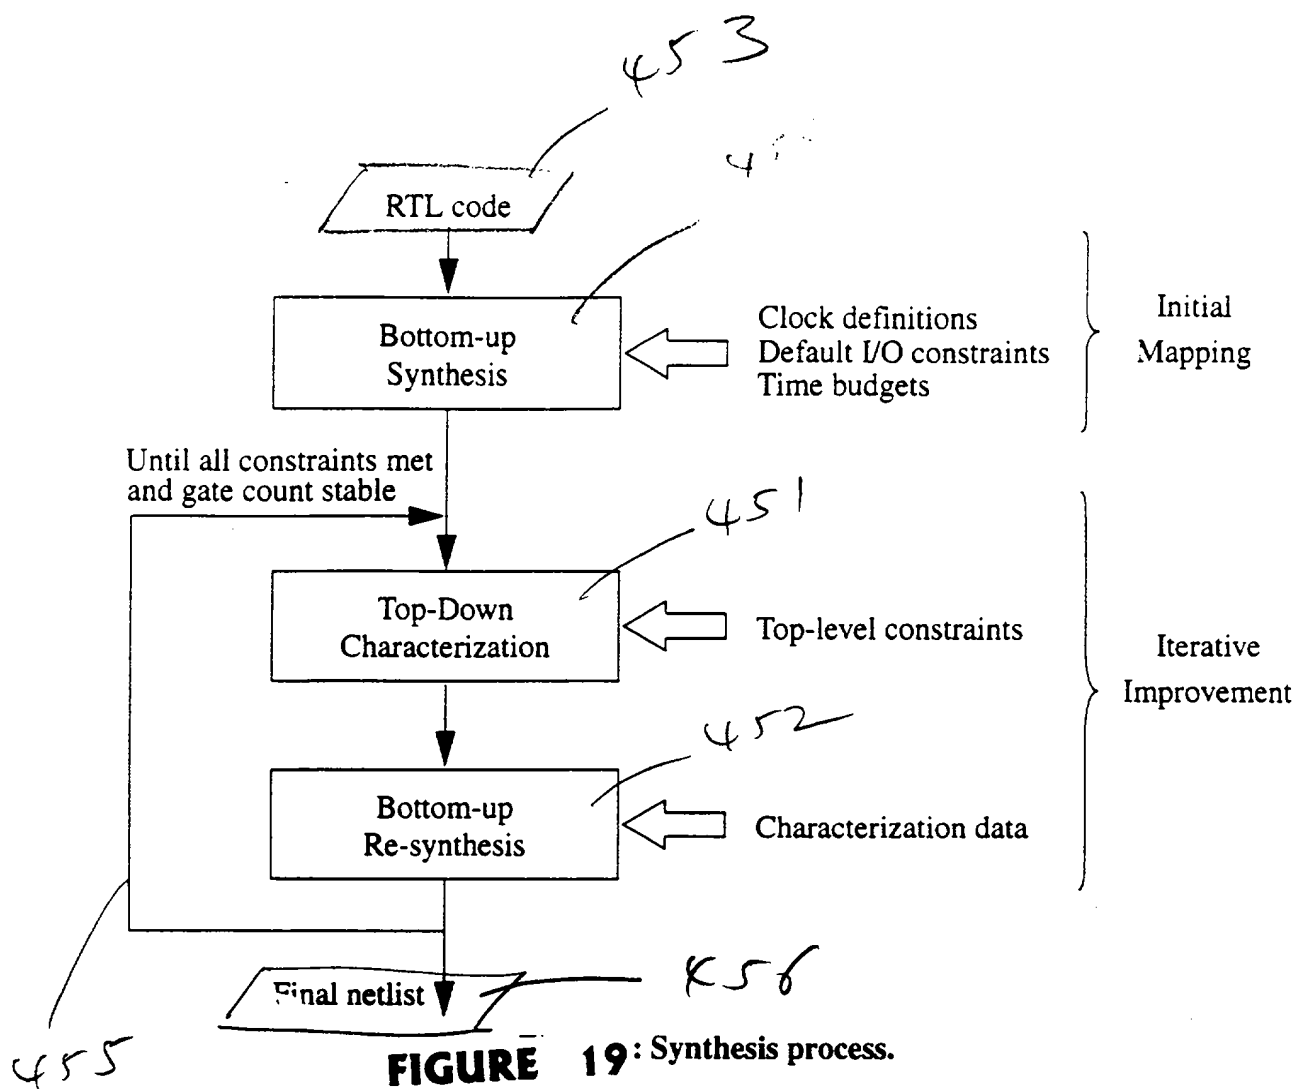 453
RTL code
Bottom-up
Synthesis
Clock definitions
Default I/O constraints
Time budgets
Initial
Mapping
Until all constraints met
and gate count stable
451
Top-Down
Characterization
Top-level constraints
Iterative
Improvement
452
Bottom-up
Re-synthesis
Characterization data
Final netlist
456
455
FIGURE 19: Synthesis process.